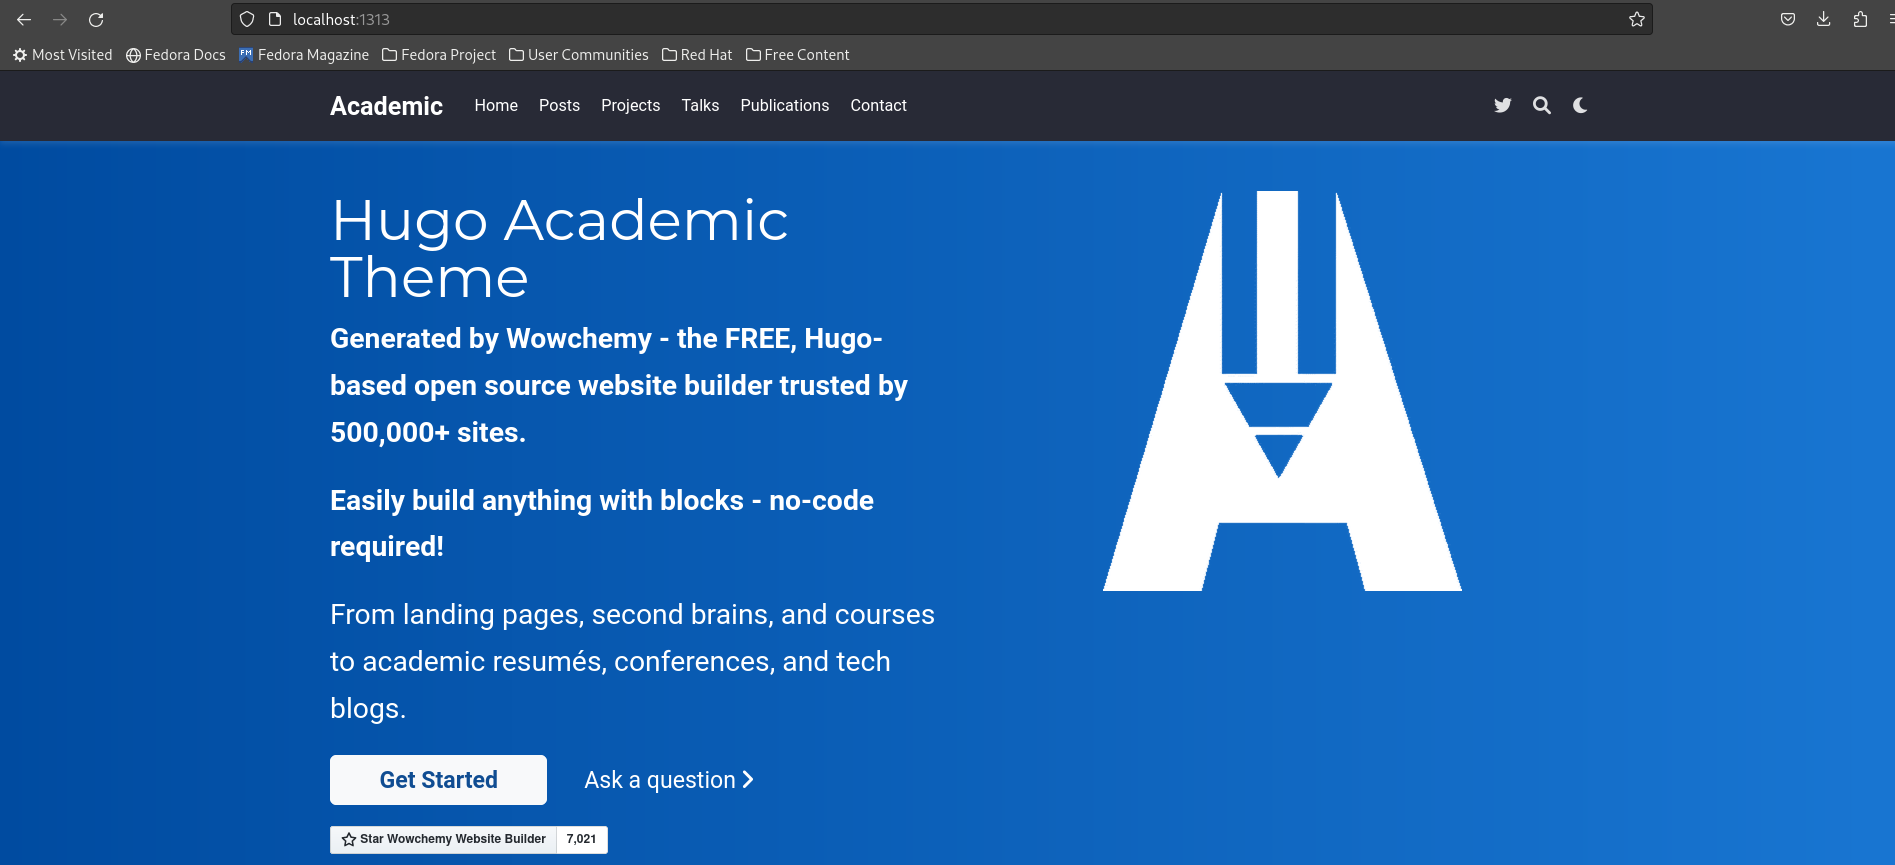 localhost:1313
Most Visited Fedora Docs Fedora Magazine Fedora Project User Communities Red Hat Free Content
Academic Home Posts Projects Talks Publications Contact
Hugo Academic
Theme
Generated by Wowchemy - the FREE, Hugo-
based open source website builder trusted by
500,000+ sites.
Easily build anything with blocks - no-code
required!
From landing pages, second brains, and courses
to academic resumés, conferences, and tech
blogs.
Get Started Ask a question
Star Wowchemy Website Builder 7,021